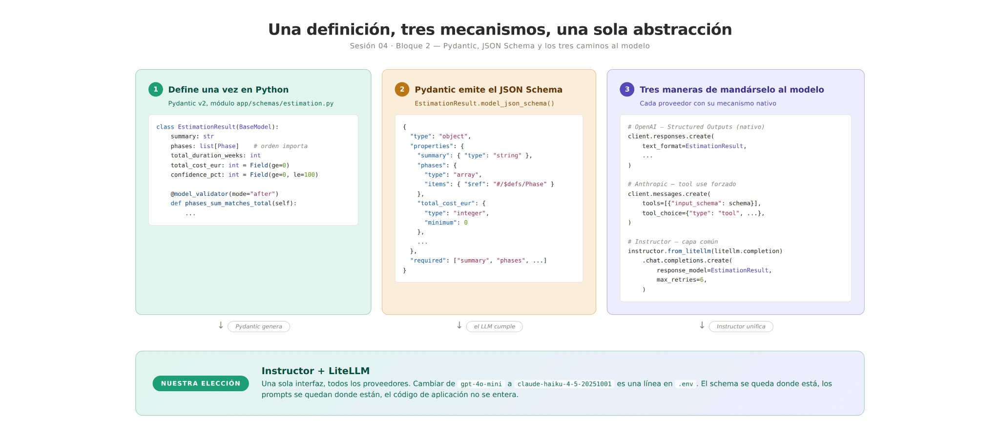 Una definición, tres mecanismos, una sola abstracción
Sesión 04 · Bloque 2 — Pydantic, JSON Schema y los tres caminos al modelo
1
Define una vez en Python
Pydantic v2, módulo app/schemas/estimation.py
class EstimationResult(BaseModel):
    summary: str
    phases: list[Phase]    # orden importa
    total_duration_weeks: int
    total_cost_eur: int = Field(ge=0)
    confidence_pct: int = Field(ge=0, le=100)
    @model_validator(mode="after")
    def phases_sum_matches_total(self):
        ...
2
Pydantic emite el JSON Schema
EstimationResult.model_json_schema()
{
  "type": "object",
  "properties": {
    "summary": { "type": "string" },
    "phases": {
      "type": "array",
      "items": { "$ref": "#/$defs/Phase" }
    },
    "total_cost_eur": {
      "type": "integer",
      "minimum": 0
    },
    ...
  },
  "required": ["summary", "phases", ...]
}
3
Tres maneras de mandárselo al modelo
Cada proveedor con su mecanismo nativo
# OpenAI — Structured Outputs (nativo)
client.responses.create(
    text_format=EstimationResult,
    ...
)
# Anthropic — tool use forzado
client.messages.create(
    tools=[{"input_schema": schema}],
    tool_choice={"type": "tool", ...},
)
# Instructor — capa común
instructor.from_litellm(litellm.completion)
    .chat.completions.create(
        response_model=EstimationResult,
        max_retries=6,
    )
↓ Pydantic genera
↓ el LLM cumple
↓ Instructor unifica
NUESTRA ELECCIÓN
Instructor + LiteLLM
Una sola interfaz, todos los proveedores. Cambiar de gpt-4o-mini a claude-haiku-4-5-20251001 es una línea en .env. El schema se queda donde está, los
prompts se quedan donde están, el código de aplicación no se entera.